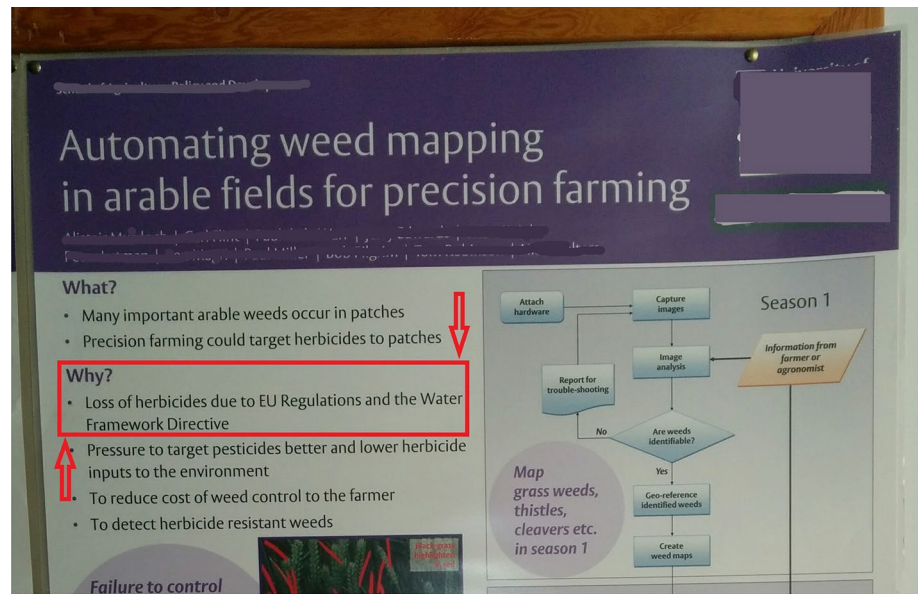 University of
Automating weed mapping
in arable fields for precision farming
What?
• Many important arable weeds occur in patches
• Precision farming could target herbicides to patches
Why?
• Loss of herbicides due to EU Regulations and the Water
Framework Directive
• Pressure to target pesticides better and lower herbicide
inputs to the environment
• To reduce cost of weed control to the farmer
• To detect herbicide resistant weeds
Failure to control
Black-grass
highlighted
Season 1
Attach
hardware
Capture
images
Image
analysis
Information from
farmer or
agronomist
Report for
trouble-shooting
Are weeds
identifiable?
No
Yes
Geo-reference
identified weeds
Create
weed maps
Map
grass weeds,
thistles,
cleavers etc.
in season 1